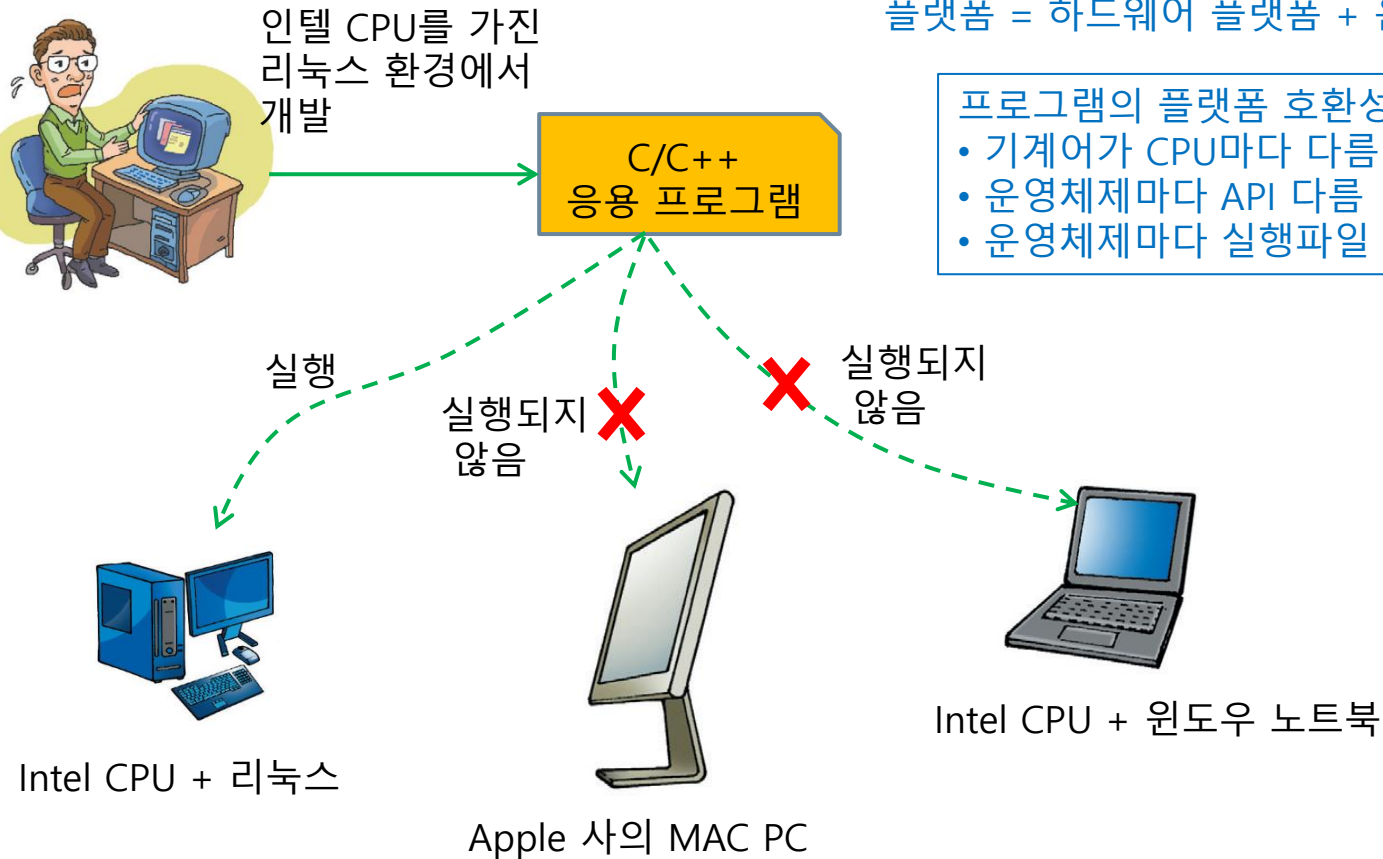 인텔 CPU를 가진
리눅스 환경에서
개발
플랫폼 = 하드웨어 플랫폼 +
프로그램의 플랫폼 호환성
• 기계어가 CPU마다 다름
• 운영체제마다 API 다름
• 운영체제마다 실행파일
C/C++
응용 프로그램
실행
실행되지
않음
실행되지
않음
Intel CPU + 리눅스
Apple 사의 MAC PC
Intel CPU + 윈도우 노트북